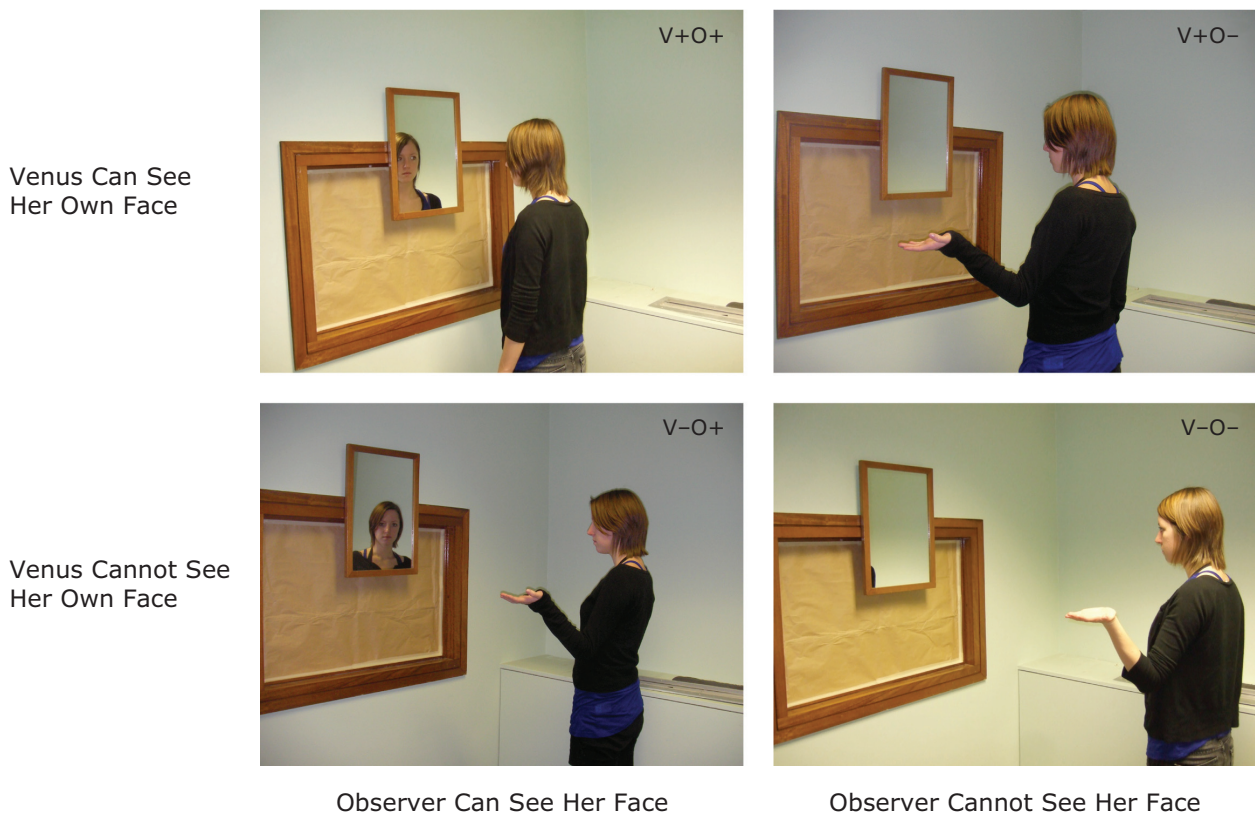 V+O+
V+O–
Venus Can See
Her Own Face
V–O+
V–O–
Venus Cannot See
Her Own Face
Observer Can See Her Face
Observer Cannot See Her Face